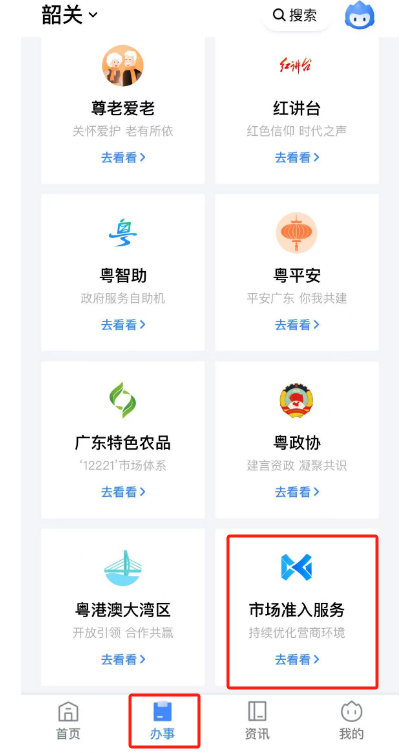 韶关
搜索
尊老爱老
关怀爱护 老有所依
去看看
红讲台
红讲台
红色信仰 时代之声
去看看
粤
粤智助
政府服务自助机
去看看
粤平安
平安广东 你我共建
去看看
广东特色农品
‘12221’市场体系
去看看
粤政协
建言资政 凝聚共识
去看看
粤港澳大湾区
开放引领 合作共赢
去看看
市场准入服务
持续优化营商环境
去看看
首页
办事
资讯
我的